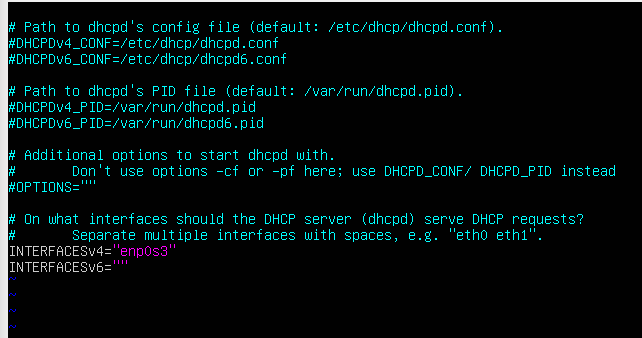 # Path to dhcpd's config file (default: /etc/dhcp/dhcpd.conf).
#DHCPDv4_CONF=/etc/dhcp/dhcpd.conf
#DHCPDv6_CONF=/etc/dhcp/dhcpd6.conf
# Path to dhcpd's PID file (default: /var/run/dhcpd.pid).
#DHCPDv4_PID=/var/run/dhcpd.pid
#DHCPDv6_PID=/var/run/dhcpd6.pid
# Additional options to start dhcpd with.
#       Don't use options -cf or -pf here; use DHCPD_CONF/ DHCPD_PID instead
#OPTIONS=""
# On what interfaces should the DHCP server (dhcpd) serve DHCP requests?
#       Separate multiple interfaces with spaces, e.g. "eth0 eth1".
INTERFACESv4="enp0s3"
INTERFACESv6=""
~
~
~
~